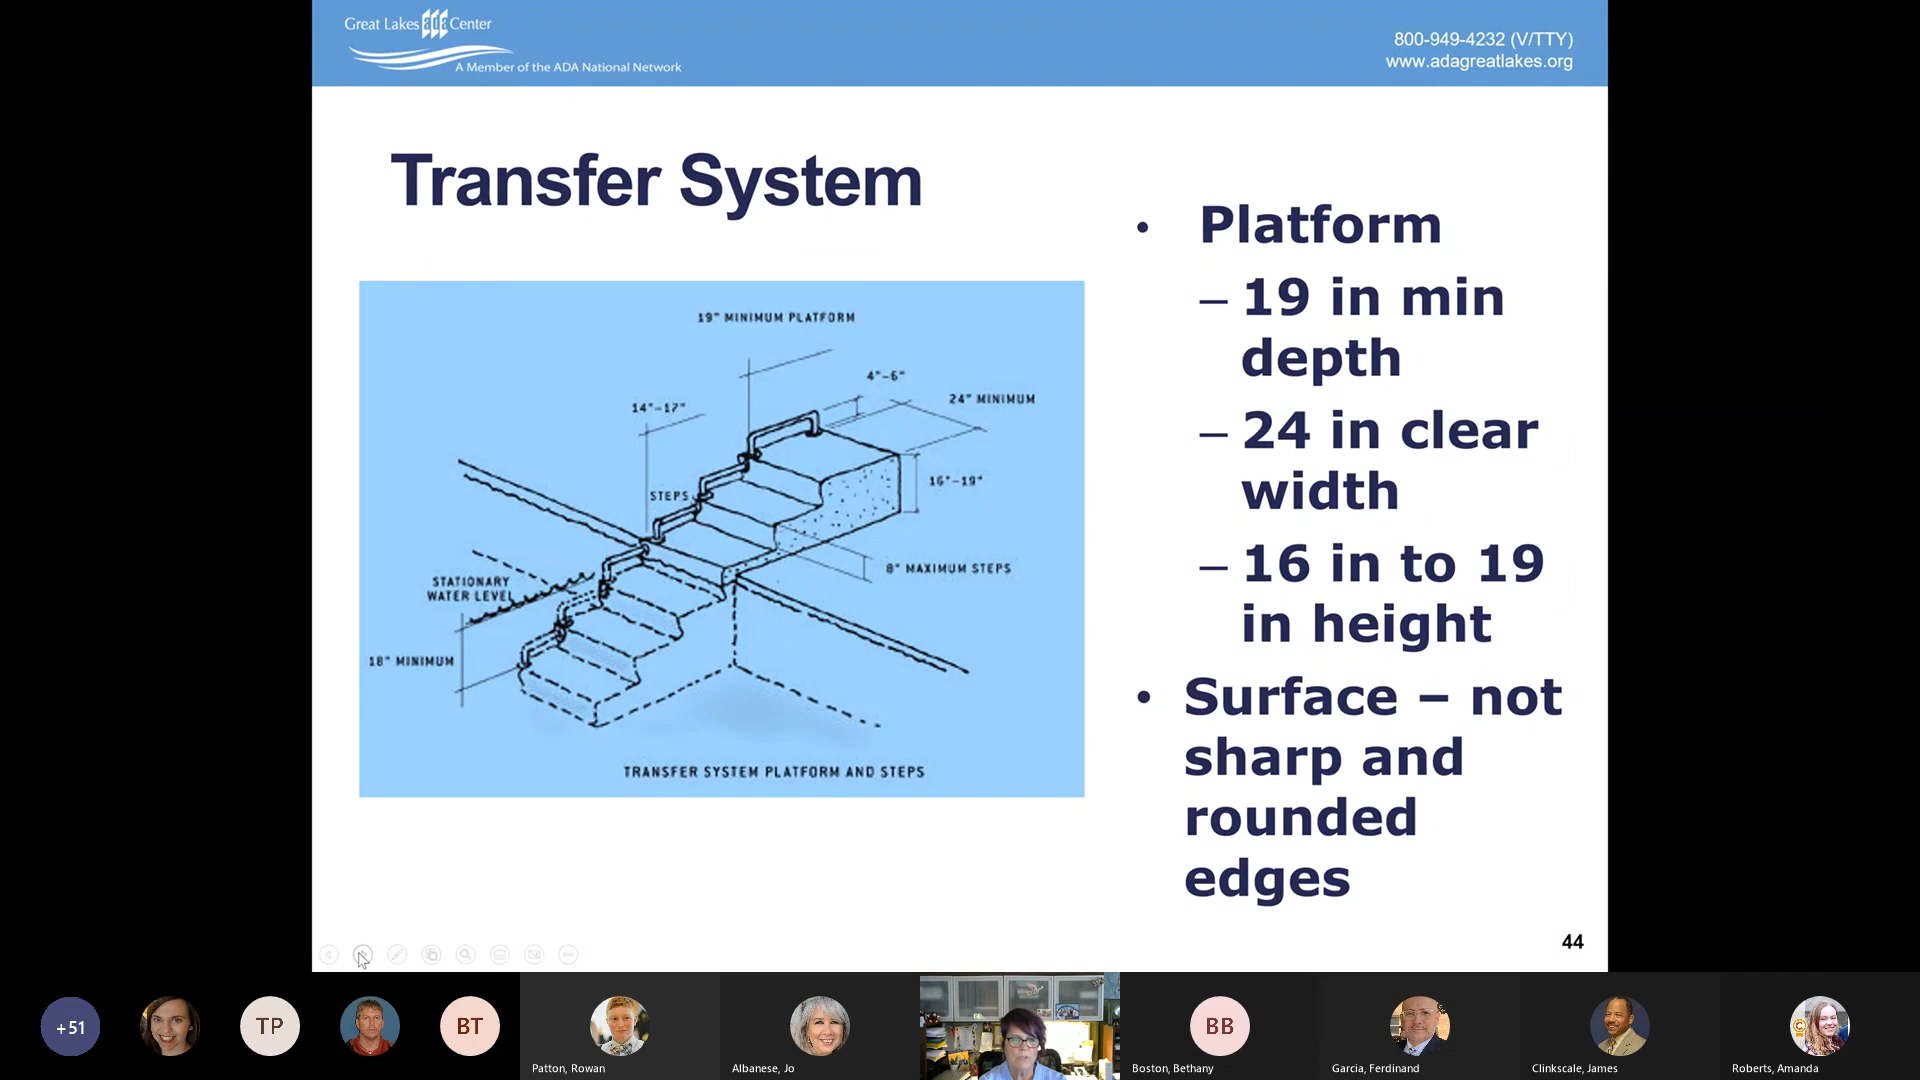 Great Lakes ada Center
A Member of the ADA National Network
800-949-4232 (V/TTY)
www.adagreatlakes.org
Transfer System
19" MINIMUM PLATFORM
4"-6"
24" MINIMUM
14"-17"
16"-19"
STEPS
8" MAXIMUM STEPS
STATIONARY
WATER LEVEL
18" MINIMUM
TRANSFER SYSTEM PLATFORM AND STEPS
• Platform
– 19 in min
depth
– 24 in clear
width
– 16 in to 19
in height
• Surface – not
sharp and
rounded
edges
44
+51
TP
BT
Patton, Rowan
Albanese, Jo
BB
Boston, Bethany
Garcia, Ferdinand
Clinkscale, James
Roberts, Amanda